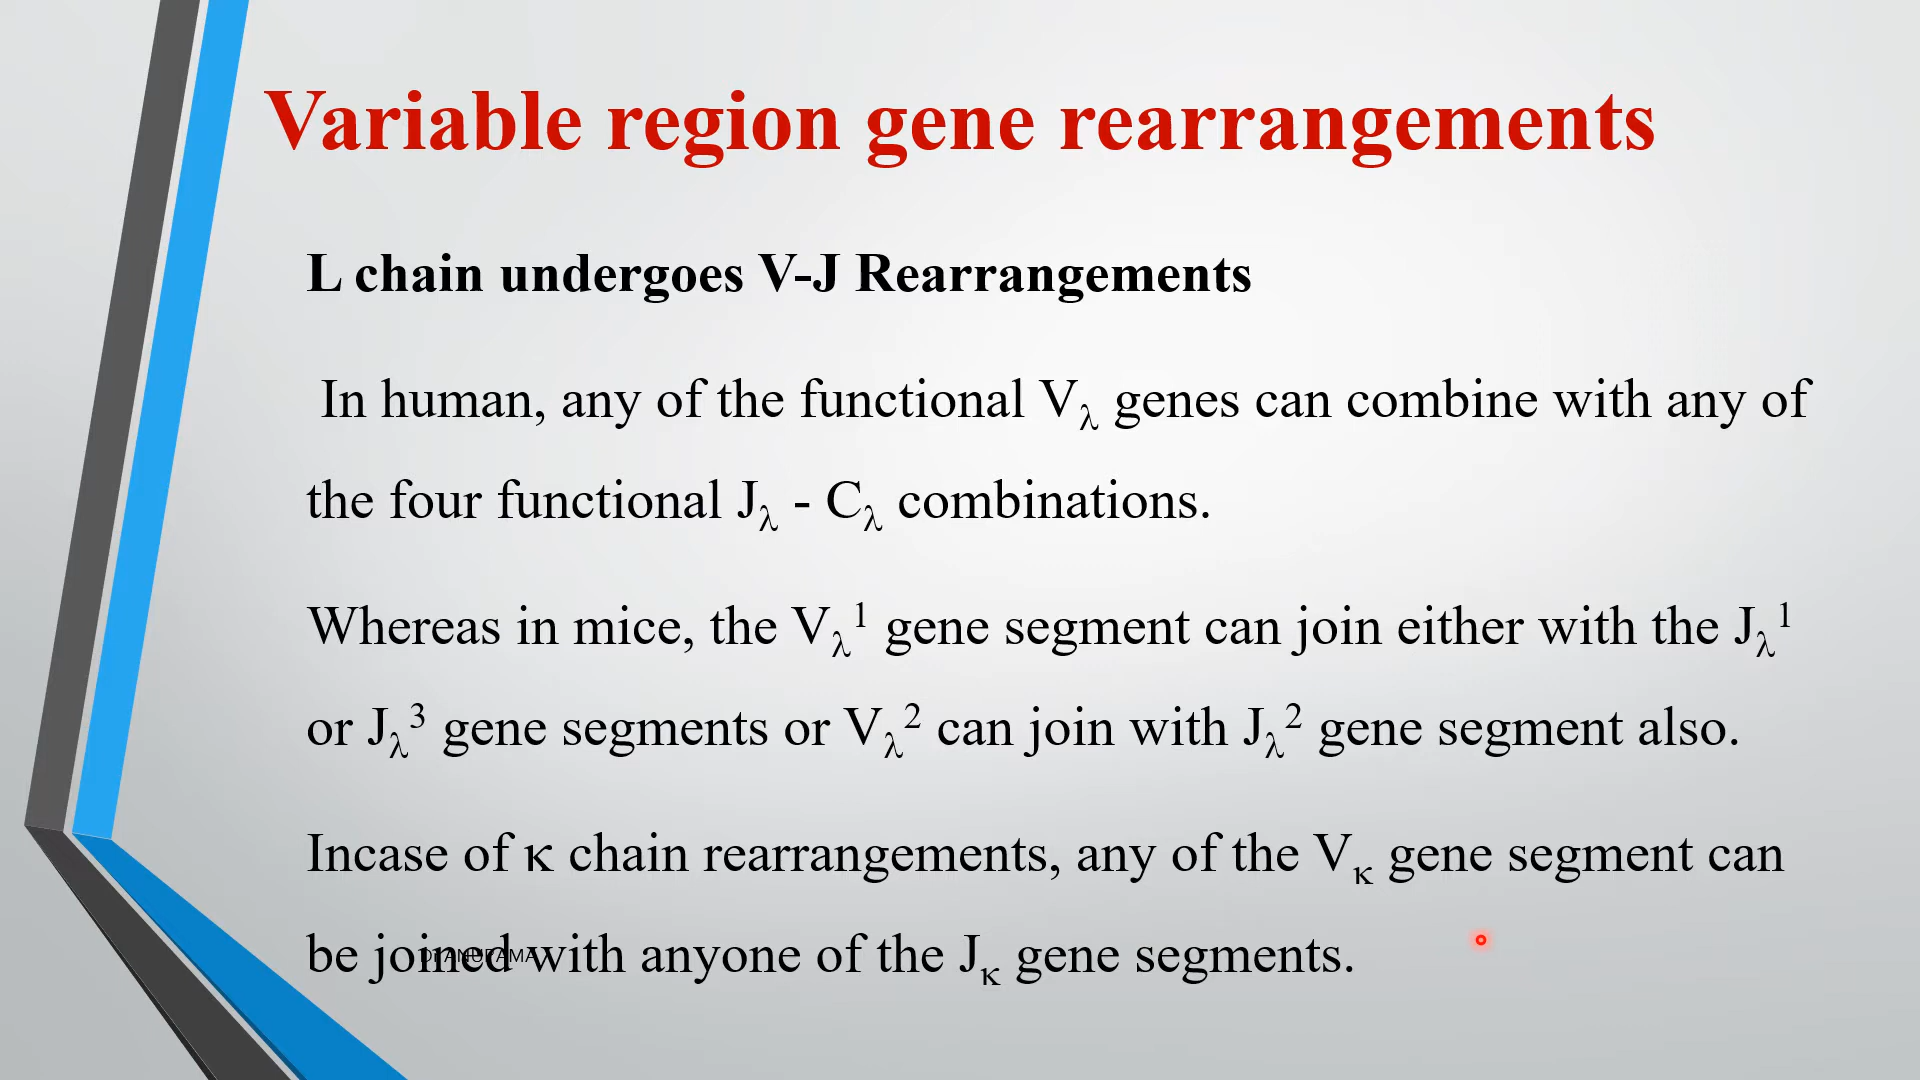 Variable region gene rearrangements
L chain undergoes V-J Rearrangements
In human, any of the functional Vλ genes can combine with any of
the four functional Jλ - Cλ combinations.
Whereas in mice, the Vλ1 gene segment can join either with the Jλ1
or Jλ3 gene segments or Vλ2 can join with Jλ2 gene segment also.
Incase of κ chain rearrangements, any of the Vκ gene segment can
be joined with anyone of the Jκ gene segments.
Dr ANUPAMA